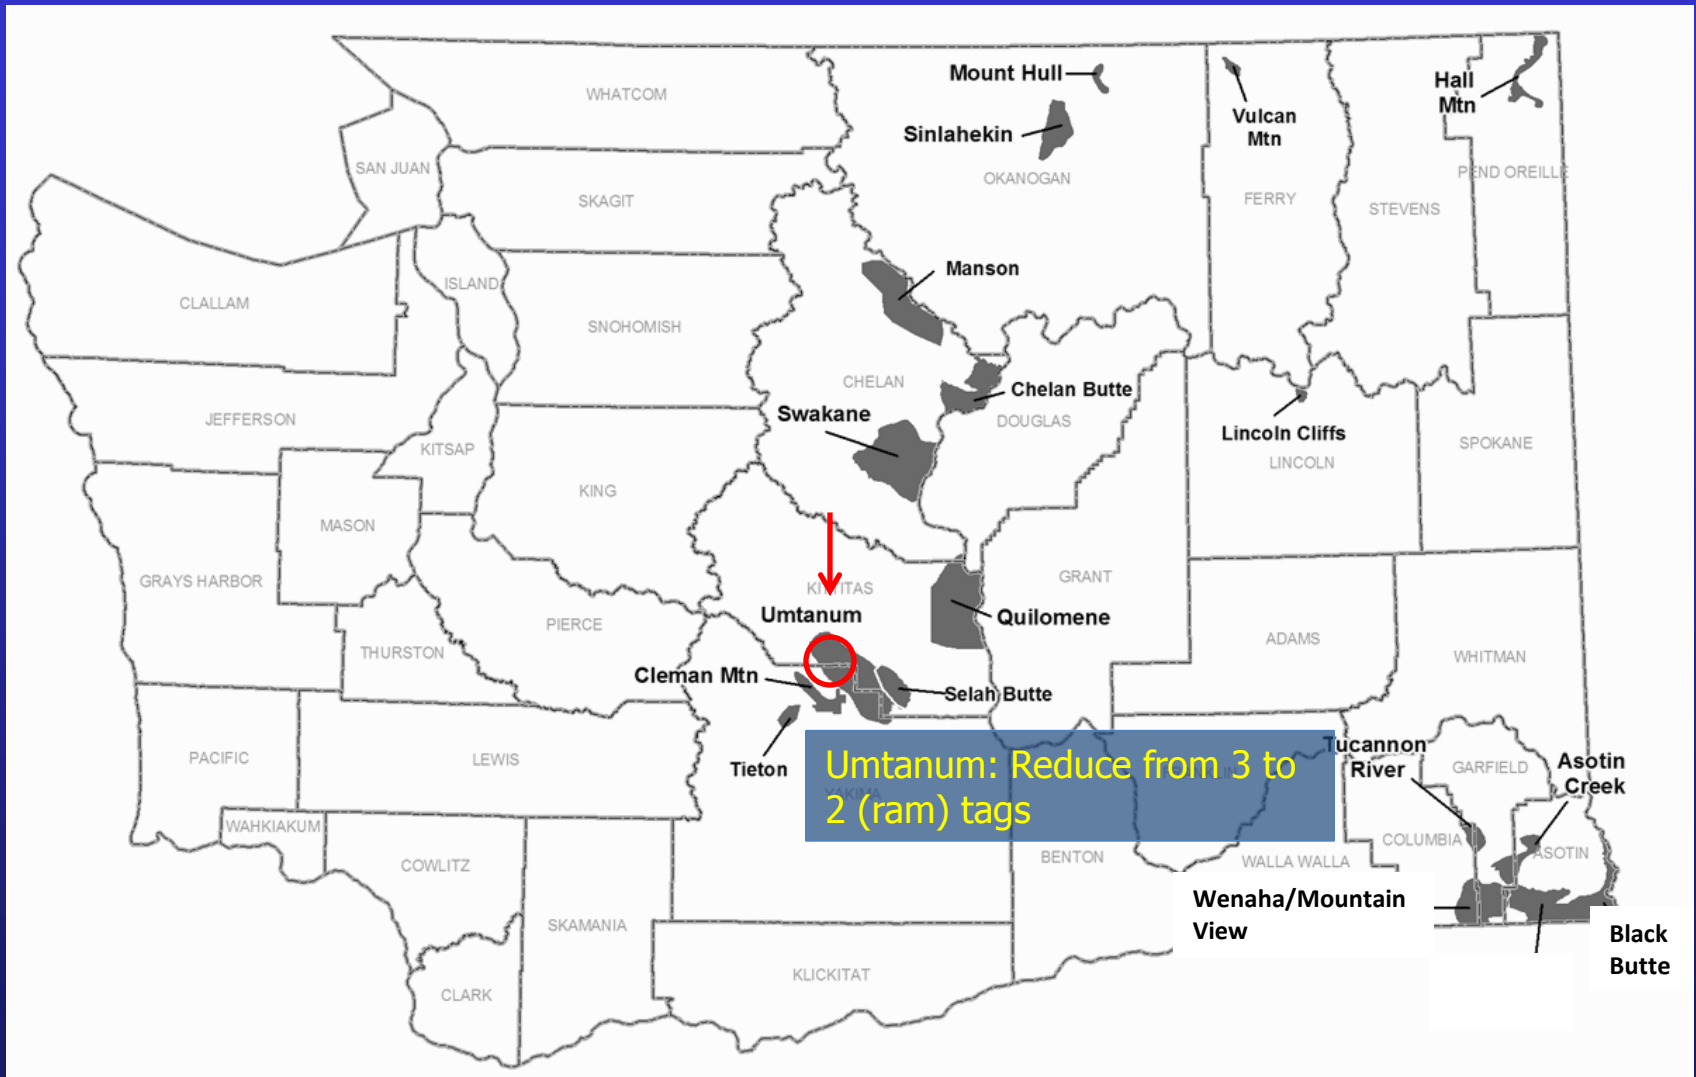 WHATCOM
Mount Hull
Hall
Mtn
Vulcan
Mtn
Sinlahekin
SAN JUAN
SKAGIT
OKANOGAN
FERRY
STEVENS
PEND OREILLE
ISLAND
Manson
CLALLAM
SNOHOMISH
CHELAN
Chelan Butte
JEFFERSON
Swakane
DOUGLAS
Lincoln Cliffs
LINCOLN
SPOKANE
KITSAP
KING
MASON
GRAYS HARBOR
KITTITAS
GRANT
Umtanum
Quilomene
PIERCE
ADAMS
THURSTON
WHITMAN
Cleman Mtn
Selah Butte
PACIFIC
LEWIS
Tieton
Umtanum: Reduce from 3 to
2 (ram) tags
YAKIMA
FRANKLIN
Tucannon
River
GARFIELD
Asotin
Creek
WAHKIAKUM
COWLITZ
BENTON
WALLA WALLA
COLUMBIA
ASOTIN
Wenaha/Mountain
View
SKAMANIA
Black
Butte
KLICKITAT
CLARK